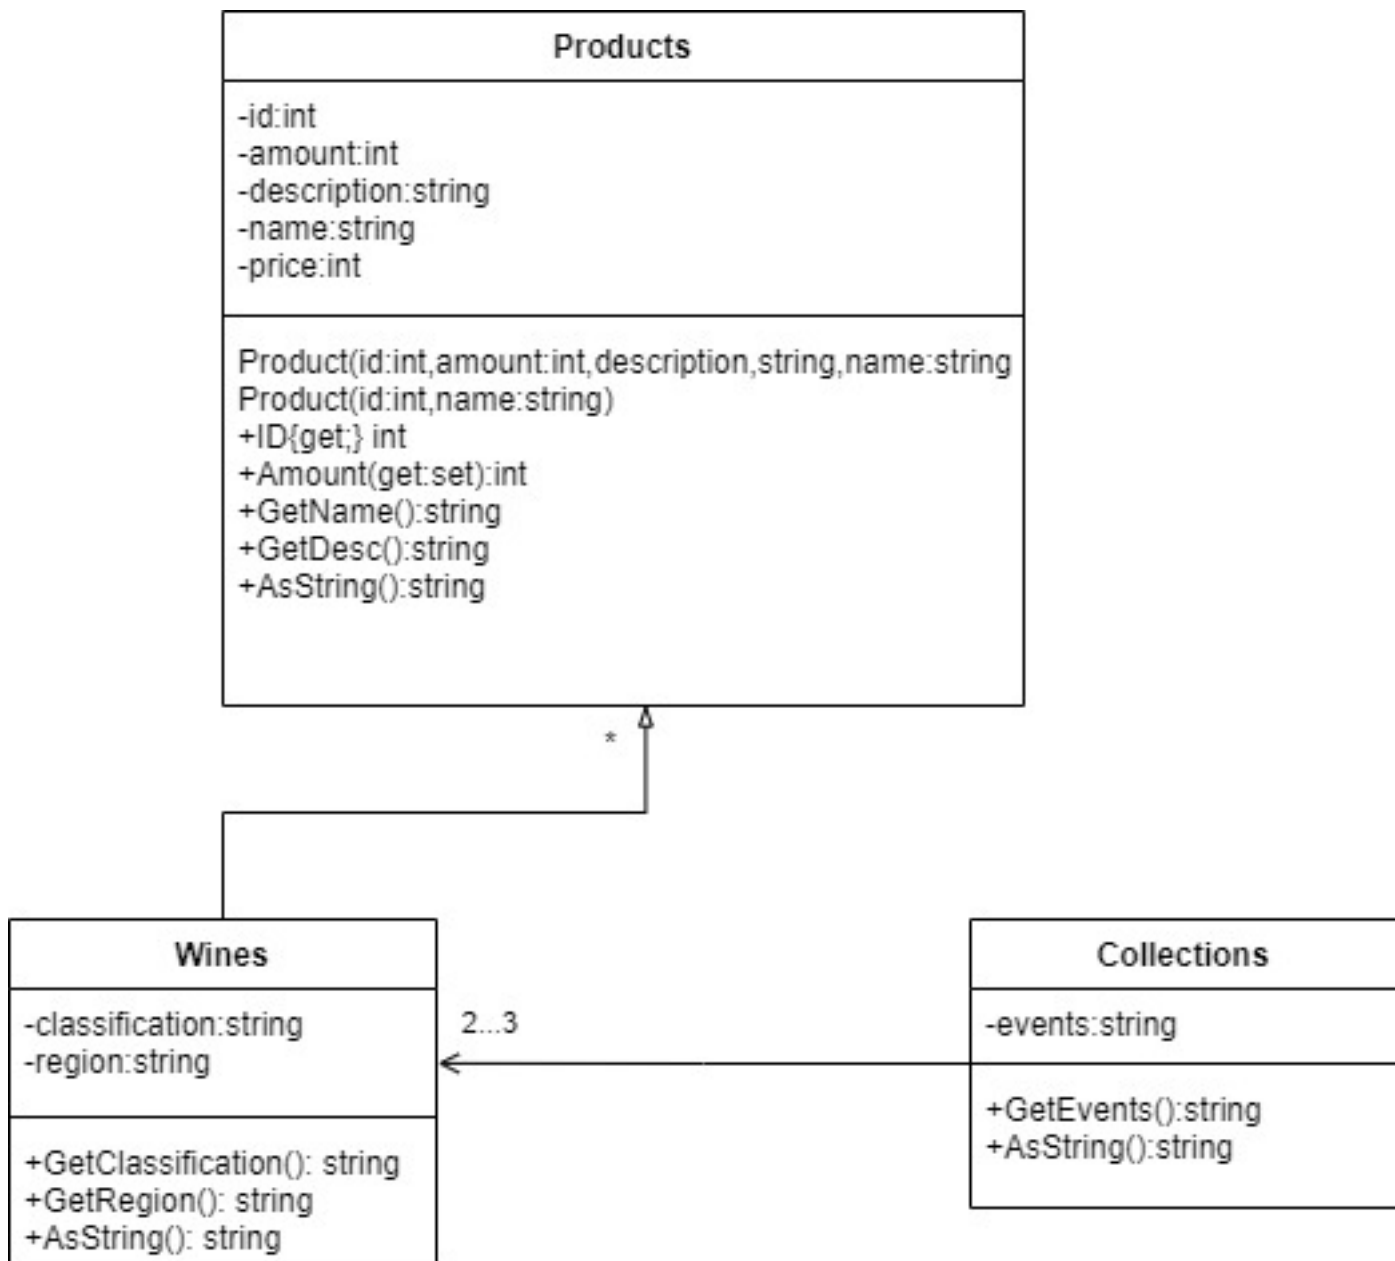 Products
-id:int
-amount:int
-description:string
-name:string
-price:int
Product(id:int,amount:int,description,string,name:string
Product(id:int,name:string)
+ID{get;} int
+Amount(get:set):int
+GetName():string
+GetDesc():string
+AsString():string
*
Wines
-classification:string
-region:string
+GetClassification(): string
+GetRegion(): string
+AsString(): string
2...3
Collections
-events:string
+GetEvents():string
+AsString():string